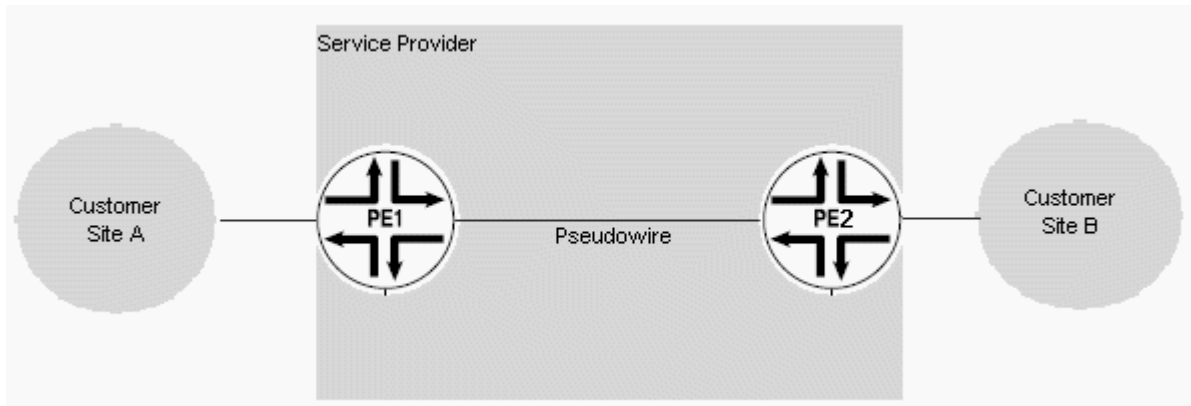 Service Provider
Customer
Site A
PE1
Pseudowire
PE2
Customer
Site B